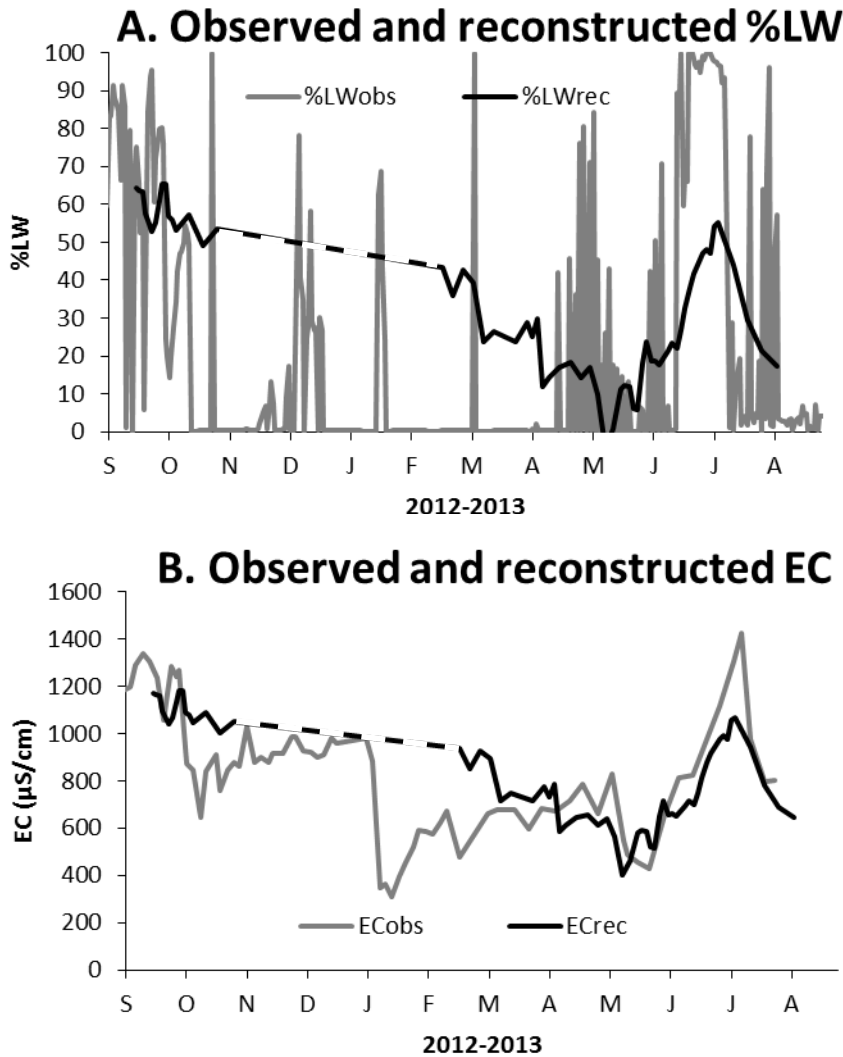 A. Observed and reconstructed %LW
100
90
80
70
60
50
40
30
20
10
0
%LW
%LWobs %LWrec
S O N D J F M A M J J A
2012-2013
B. Observed and reconstructed EC
1600
1400
1200
1000
800
600
400
200
0
EC (µS/cm)
ECobs ECrec
S O N D J F M A M J J A
2012-2013